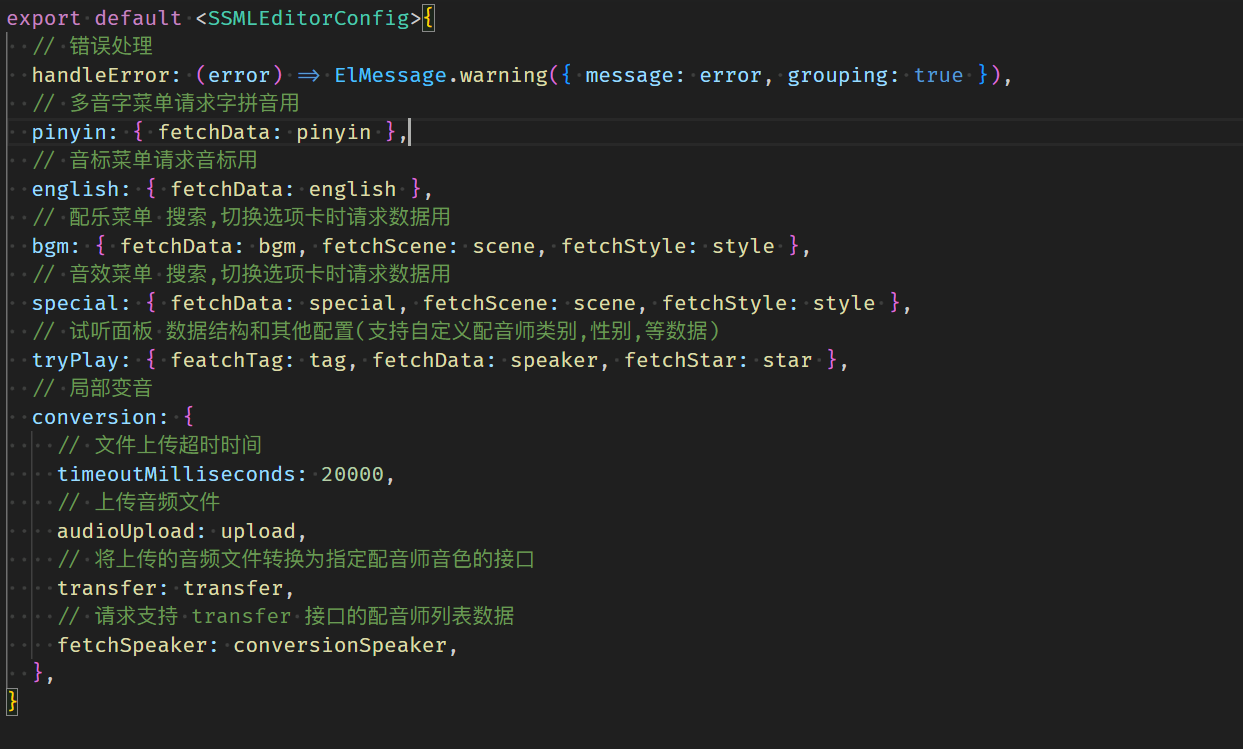 export default <SSMLEditorConfig>{
  // 错误处理
  handleError: (error) => ElMessage.warning({ message: error, grouping: true }),
  // 多音字菜单请求字拼音用
  pinyin: { fetchData: pinyin },
  // 音标菜单请求音标用
  english: { fetchData: english },
  // 配乐菜单 搜索,切换选项卡时请求数据用
  bgm: { fetchData: bgm, fetchScene: scene, fetchStyle: style },
  // 音效菜单 搜索,切换选项卡时请求数据用
  special: { fetchData: special, fetchScene: scene, fetchStyle: style },
  // 试听面板 数据结构和其他配置(支持自定义配音师类别,性别,等数据)
  tryPlay: { featchTag: tag, fetchData: speaker, fetchStar: star },
  // 局部变音
  conversion: {
    // 文件上传超时时间
    timeoutMilliseconds: 20000,
    // 上传音频文件
    audioUpload: upload,
    // 将上传的音频文件转换为指定配音师音色的接口
    transfer: transfer,
    // 请求支持 transfer 接口的配音师列表数据
    fetchSpeaker: conversionSpeaker,
  },
}